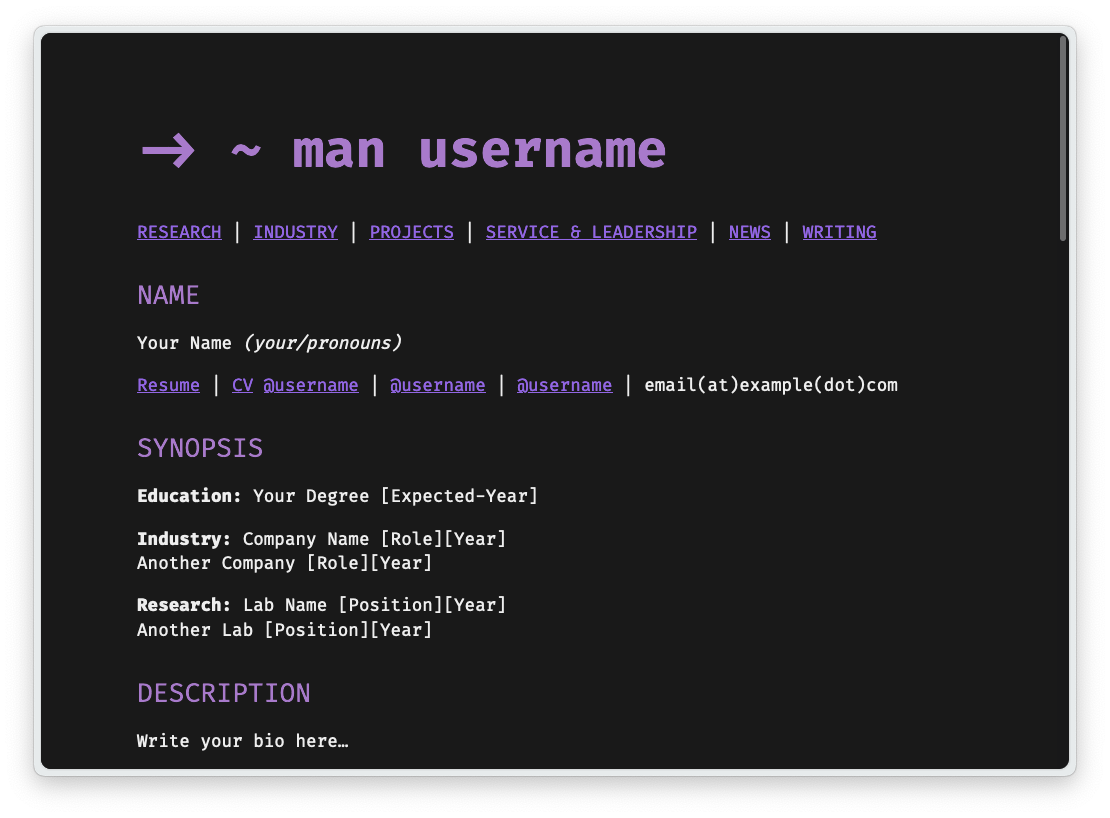 → ~ man username
RESEARCH | INDUSTRY | PROJECTS | SERVICE & LEADERSHIP | NEWS | WRITING
NAME
Your Name (your/pronouns)
Resume | CV @username | @username | @username | email(at)example(dot)com
SYNOPSIS
Education: Your Degree [Expected-Year]
Industry: Company Name [Role][Year]
Another Company [Role][Year]
Research: Lab Name [Position][Year]
Another Lab [Position][Year]
DESCRIPTION
Write your bio here…